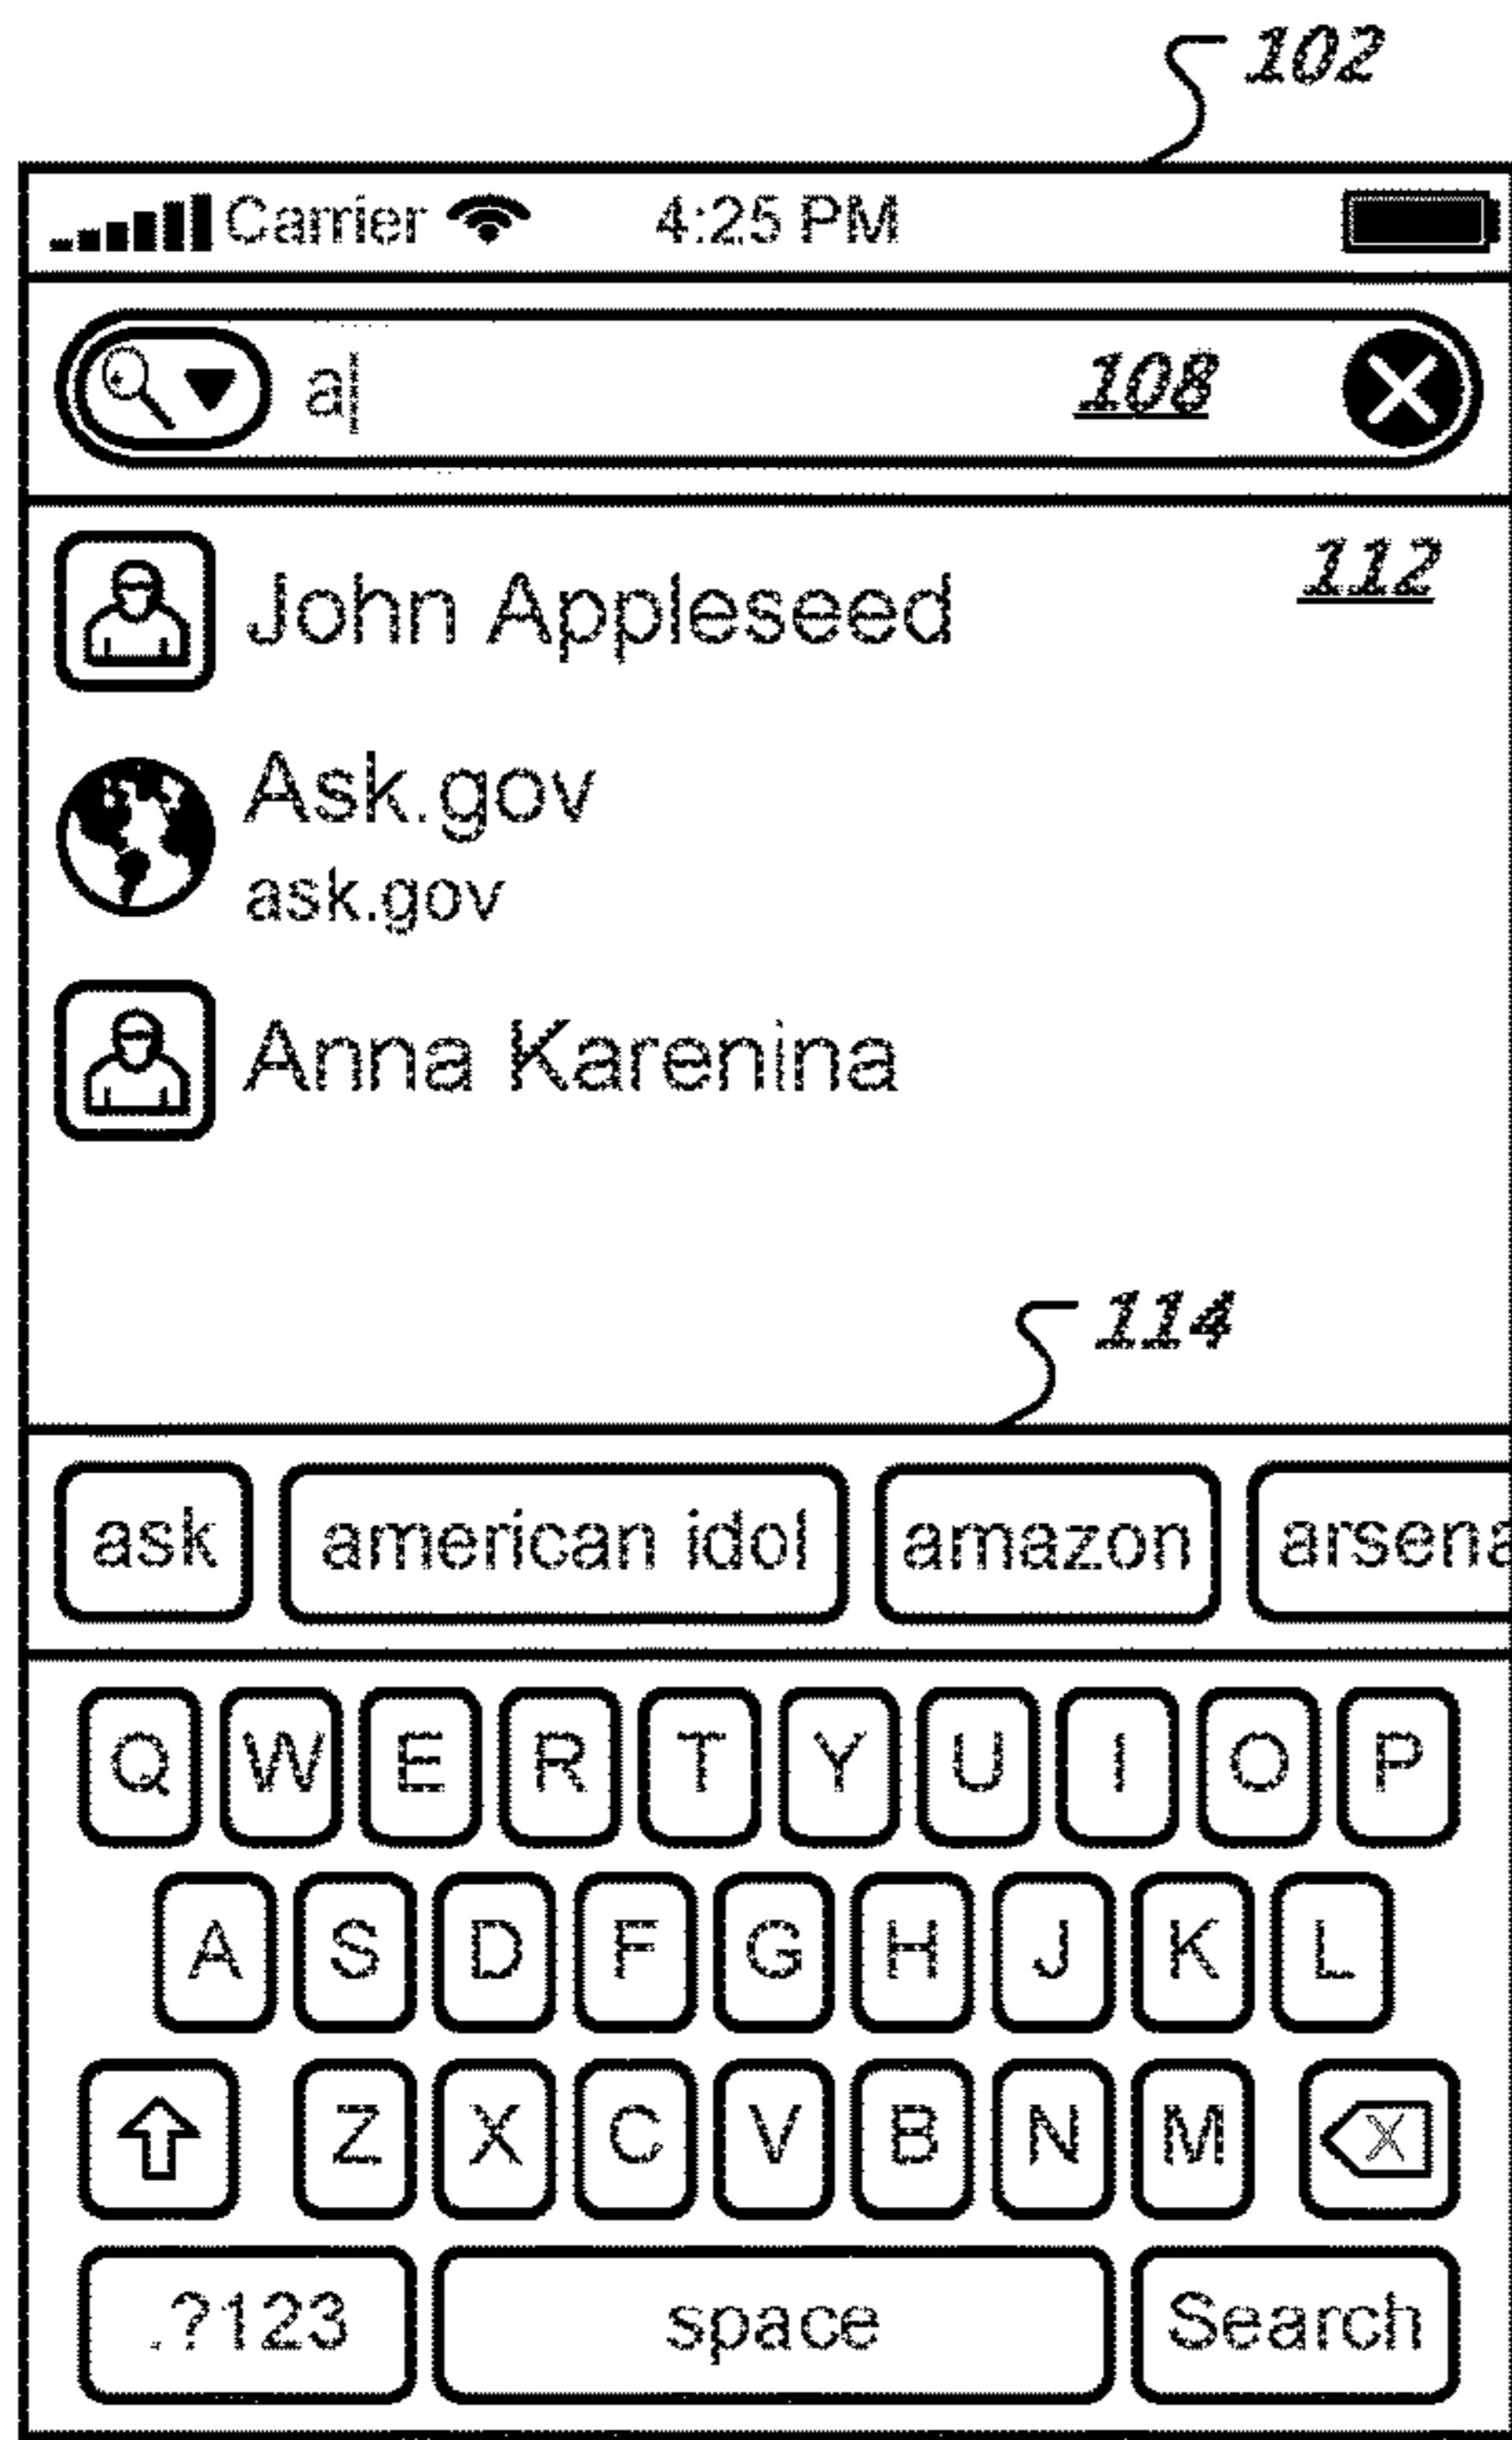 102
Carrier 4:25 PM
a 108
John Appleseed 112
Ask.gov
ask.gov
Anna Karenina
114
ask american idol amazon arsena
Q W E R T Y U I O P
A S D F G H J K L
Z X C V B N M X
.?123 space Search